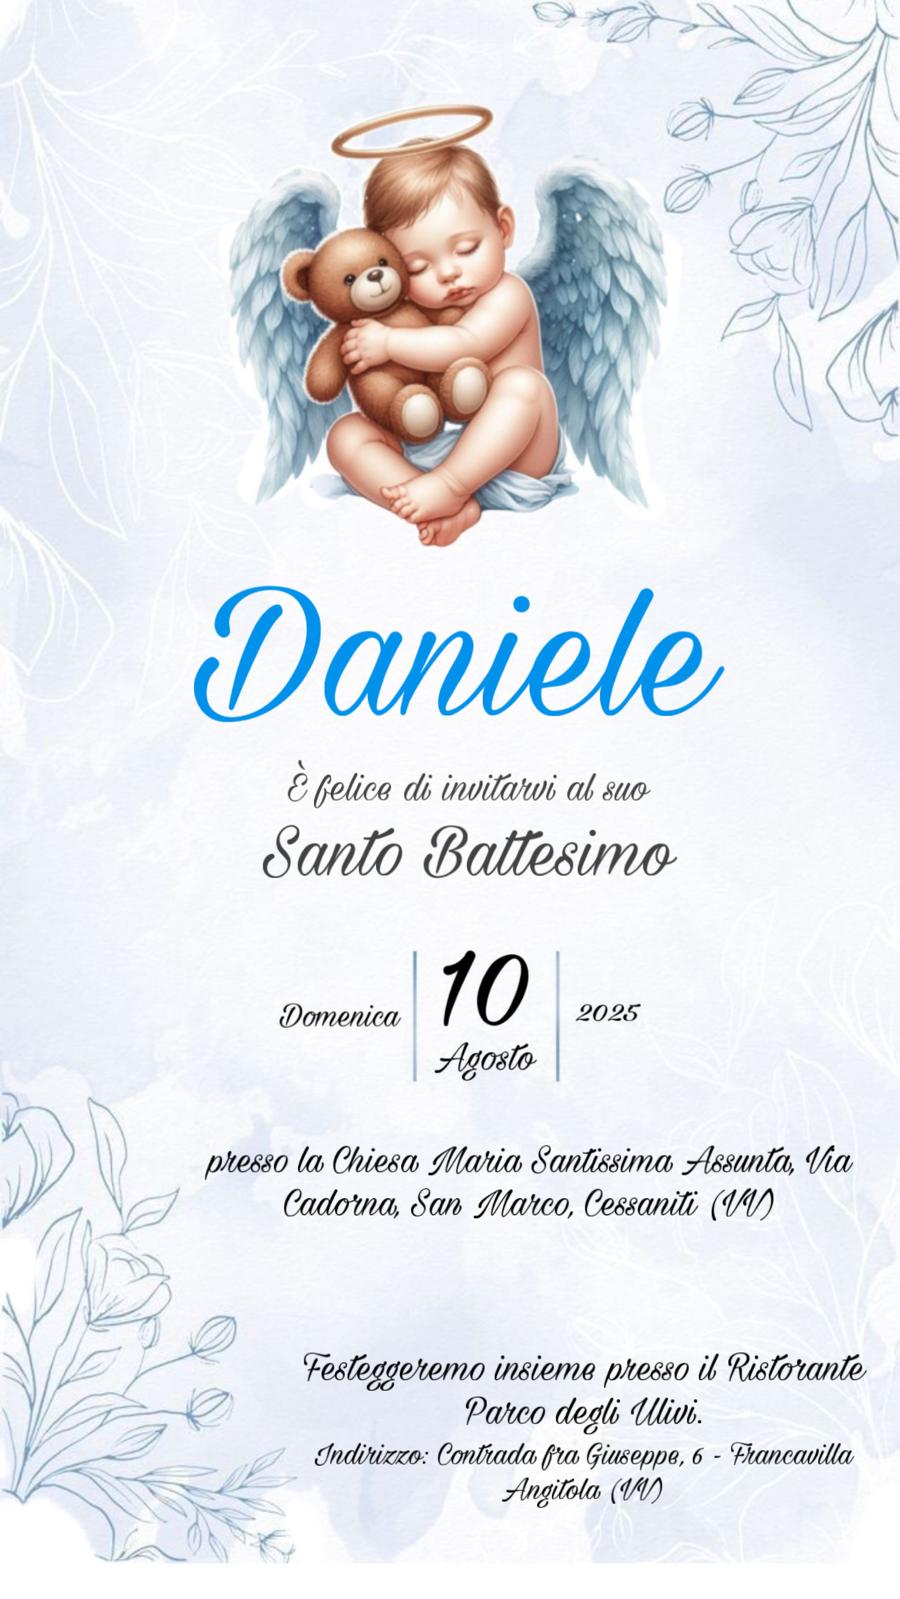 Daniele
È felice di invitarvi al suo
Santo Battesimo
Domenica
10
Agosto
2025
presso la Chiesa Maria Santissima Assunta, Via
Cadorna, San Marco, Cessaniti (VV)
Festeggeremo insieme presso il Ristorante
Parco degli Ulivi.
Indirizzo: Contrada fra Giuseppe, 6 - Francavilla
Angitola (VV)